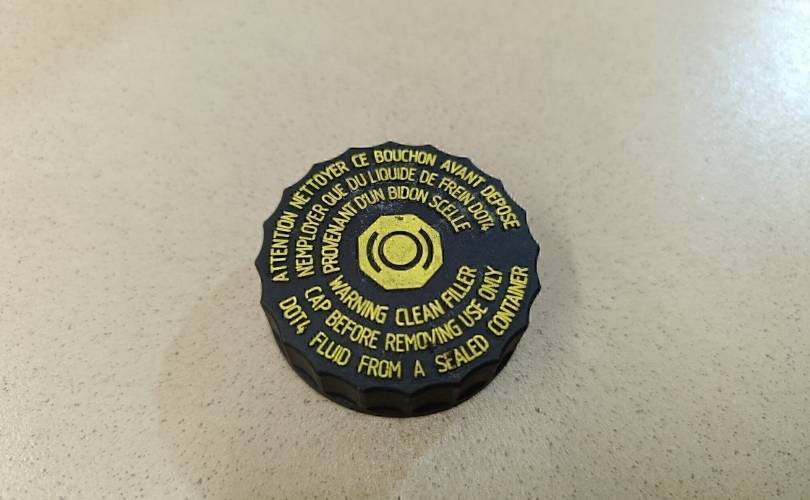 ATTENTION NETTOYER CE BOUCHON AVANT DEPOSE
N'EMPLOYER QUE DU LIQUIDE DE FREIN DOT4
PROVENANT D'UN BIDON SCELLE
WARNING CLEAN FILLER
CAP BEFORE REMOVING USE ONLY
DOT4 FLUID FROM A SEALED CONTAINER